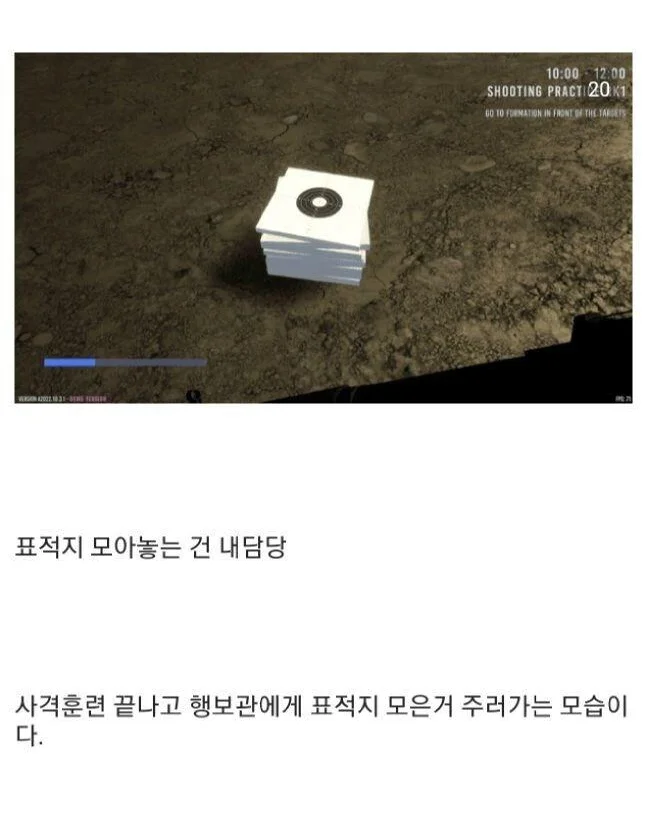 10:00 - 12:00
SHOOTING PRACTI 20 K1
GO TO FORMATION IN FRONT OF THE TARGETS
DEMO VERSION
표적지 모아놓는 건 내담당
사격훈련 끝나고 행보관에게 표적지 모은거 주러가는 모습이
다.